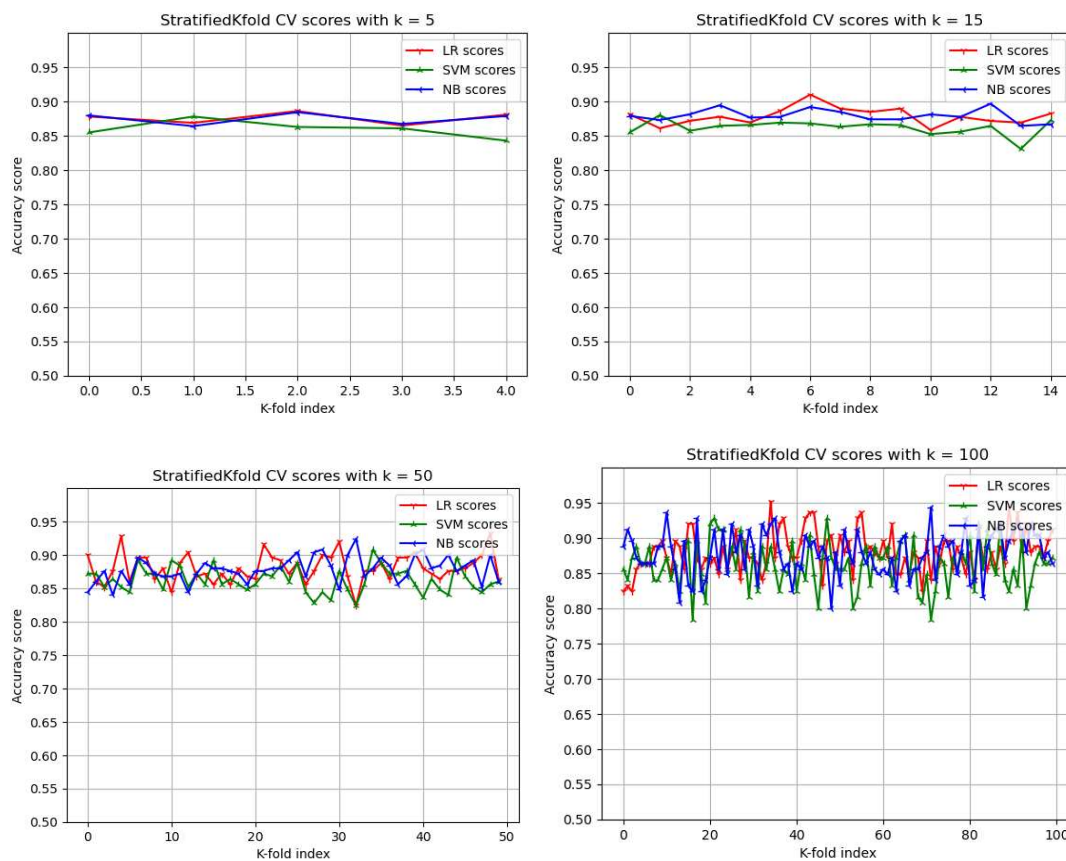 StratifiedKfold CV scores with k = 5
LR scores
SVM scores
NB scores
Accuracy score
0.95
0.90
0.85
0.80
0.75
0.70
0.65
0.60
0.55
0.50
0.0 0.5 1.0 1.5 2.0 2.5 3.0 3.5 4.0
K-fold index
StratifiedKfold CV scores with k = 15
LR scores
SVM scores
NB scores
Accuracy score
0.95
0.90
0.85
0.80
0.75
0.70
0.65
0.60
0.55
0.50
0 2 4 6 8 10 12 14
K-fold index
StratifiedKfold CV scores with k = 50
LR scores
SVM scores
NB scores
Accuracy score
0.95
0.90
0.85
0.80
0.75
0.70
0.65
0.60
0.55
0.50
0 10 20 30 40 50
K-fold index
StratifiedKfold CV scores with k = 100
LR scores
SVM scores
NB scores
Accuracy score
0.95
0.90
0.85
0.80
0.75
0.70
0.65
0.60
0.55
0.50
0 20 40 60 80 100
K-fold index